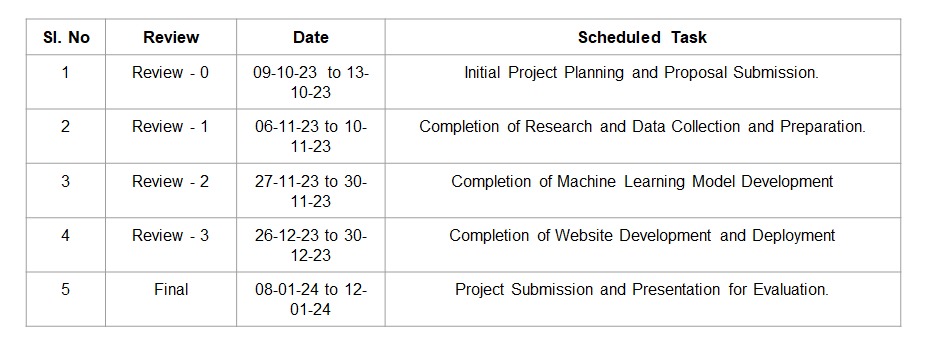 Sl. No Review Date Scheduled Task
1 Review - 0 09-10-23 to 13-
10-23 Initial Project Planning and Proposal Submission.
2 Review - 1 06-11-23 to 10-
11-23 Completion of Research and Data Collection and Preparation.
3 Review - 2 27-11-23 to 30-
11-23 Completion of Machine Learning Model Development
4 Review - 3 26-12-23 to 30-
12-23 Completion of Website Development and Deployment
5 Final 08-01-24 to 12-
01-24 Project Submission and Presentation for Evaluation.